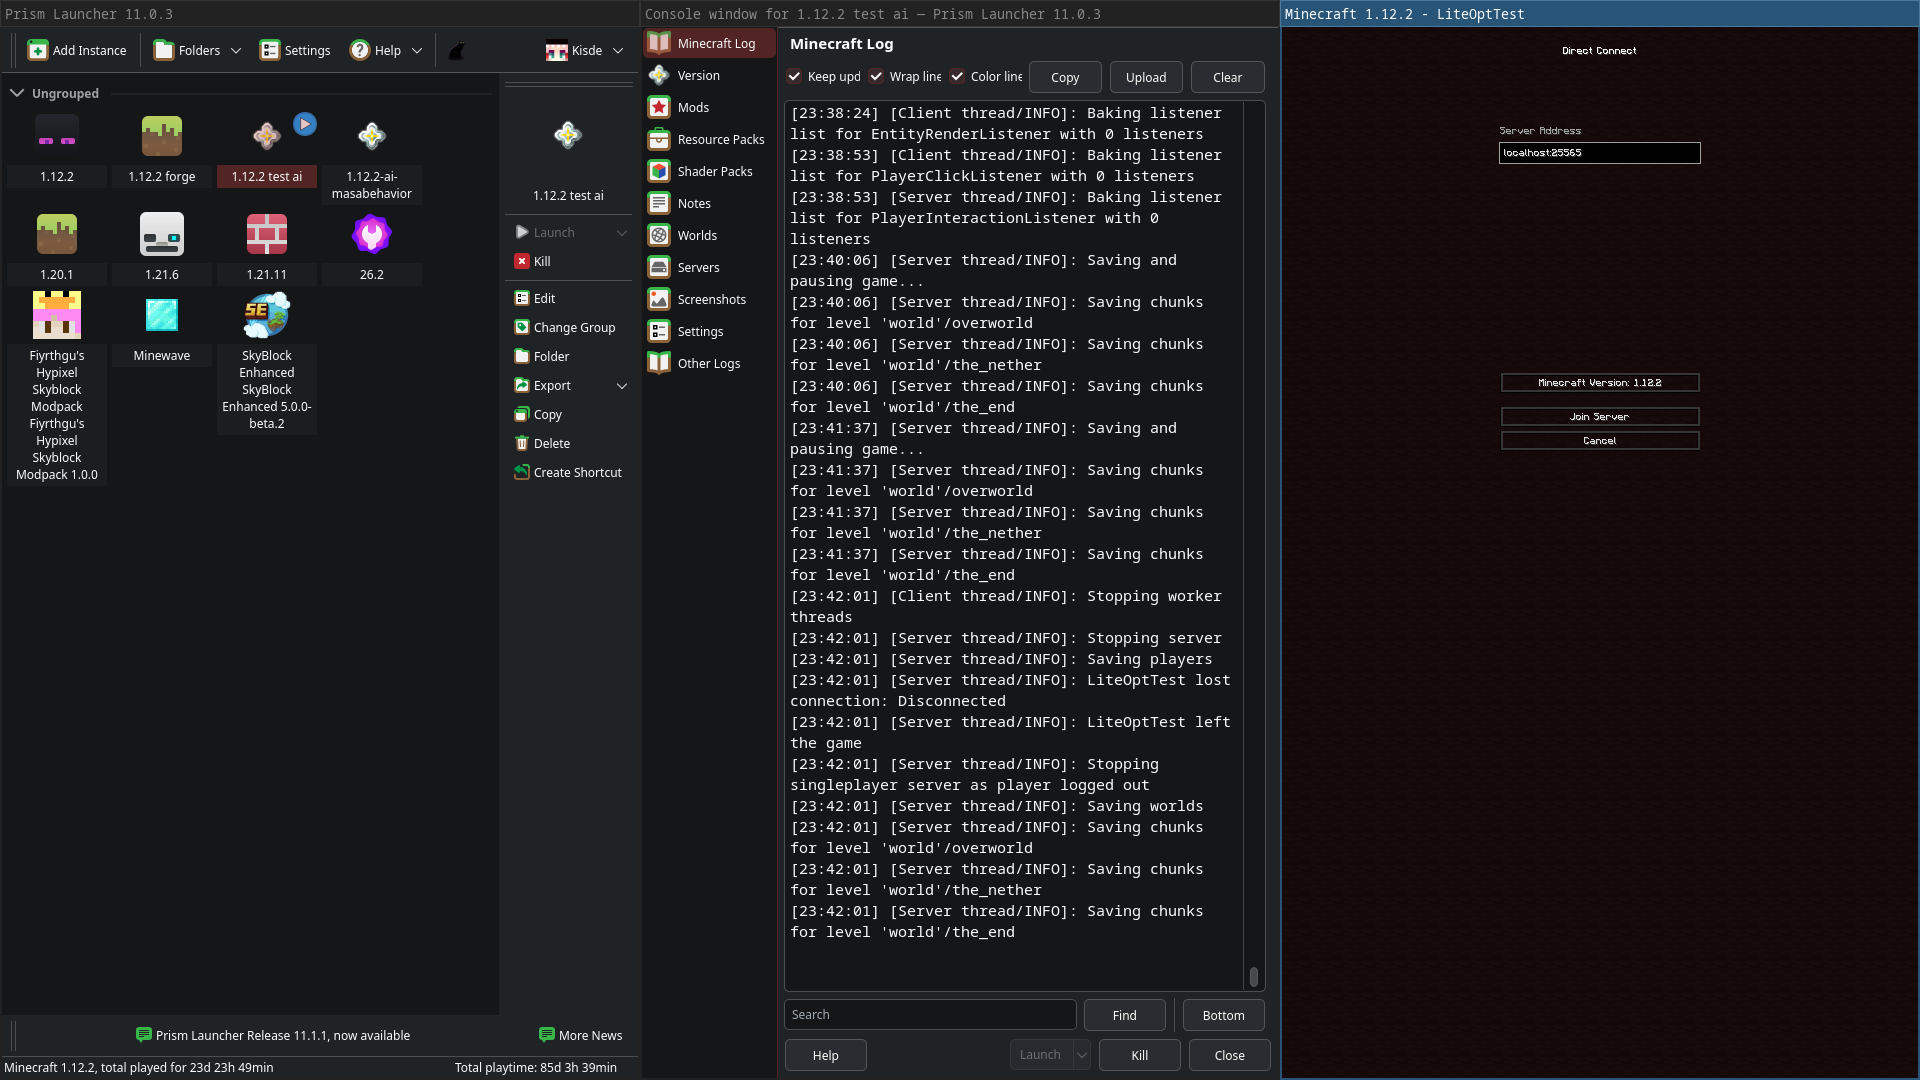 Prism Launcher 11.0.3
Add Instance
Folders
Settings
Help
Kisde
Ungrouped
1.12.2
1.12.2 forge
1.12.2 test ai
1.12.2-ai-
masabehavior
1.20.1
1.21.6
1.21.11
26.2
SE
Fiyrthgu's
Hypixel
Skyblock
Modpack
Fiyrthgu's
Hypixel
Skyblock
Modpack 1.0.0
Minewave
SkyBlock
Enhanced
SkyBlock
Enhanced 5.0.0-
beta.2
1.12.2 test ai
Launch
Kill
Edit
Change Group
Folder
Export
Copy
Delete
Create Shortcut
Prism Launcher Release 11.1.1, now available
More News
Minecraft 1.12.2, total played for 23d 23h 49min
Total playtime: 85d 3h 39min
Console window for 1.12.2 test ai — Prism Launcher 11.0.3
Minecraft Log
Version
Mods
Resource Packs
Shader Packs
Notes
Worlds
Servers
Screenshots
Settings
Other Logs
Minecraft Log
Keep upd
Wrap line
Color line
Copy
Upload
Clear
[23:38:24] [Client thread/INFO]: Baking listener
list for EntityRenderListener with 0 listeners
[23:38:53] [Client thread/INFO]: Baking listener
list for PlayerClickListener with 0 listeners
[23:38:53] [Server thread/INFO]: Baking listener
list for PlayerInteractionListener with 0
listeners
[23:40:06] [Server thread/INFO]: Saving and
pausing game...
[23:40:06] [Server thread/INFO]: Saving chunks
for level 'world'/overworld
[23:40:06] [Server thread/INFO]: Saving chunks
for level 'world'/the_nether
[23:40:06] [Server thread/INFO]: Saving chunks
for level 'world'/the_end
[23:41:37] [Server thread/INFO]: Saving and
pausing game...
[23:41:37] [Server thread/INFO]: Saving chunks
for level 'world'/overworld
[23:41:37] [Server thread/INFO]: Saving chunks
for level 'world'/the_nether
[23:41:37] [Server thread/INFO]: Saving chunks
for level 'world'/the_end
[23:42:01] [Client thread/INFO]: Stopping worker
threads
[23:42:01] [Server thread/INFO]: Stopping server
[23:42:01] [Server thread/INFO]: Saving players
[23:42:01] [Server thread/INFO]: LiteOptTest lost
connection: Disconnected
[23:42:01] [Server thread/INFO]: LiteOptTest left
the game
[23:42:01] [Server thread/INFO]: Stopping
singleplayer server as player logged out
[23:42:01] [Server thread/INFO]: Saving worlds
[23:42:01] [Server thread/INFO]: Saving chunks
for level 'world'/overworld
[23:42:01] [Server thread/INFO]: Saving chunks
for level 'world'/the_nether
[23:42:01] [Server thread/INFO]: Saving chunks
for level 'world'/the_end
Search
Find
Bottom
Help
Launch
Kill
Close
Minecraft 1.12.2 - LiteOptTest
Direct Connect
Server Address
localhost:25565
Minecraft Version: 1.12.2
Join Server
Cancel